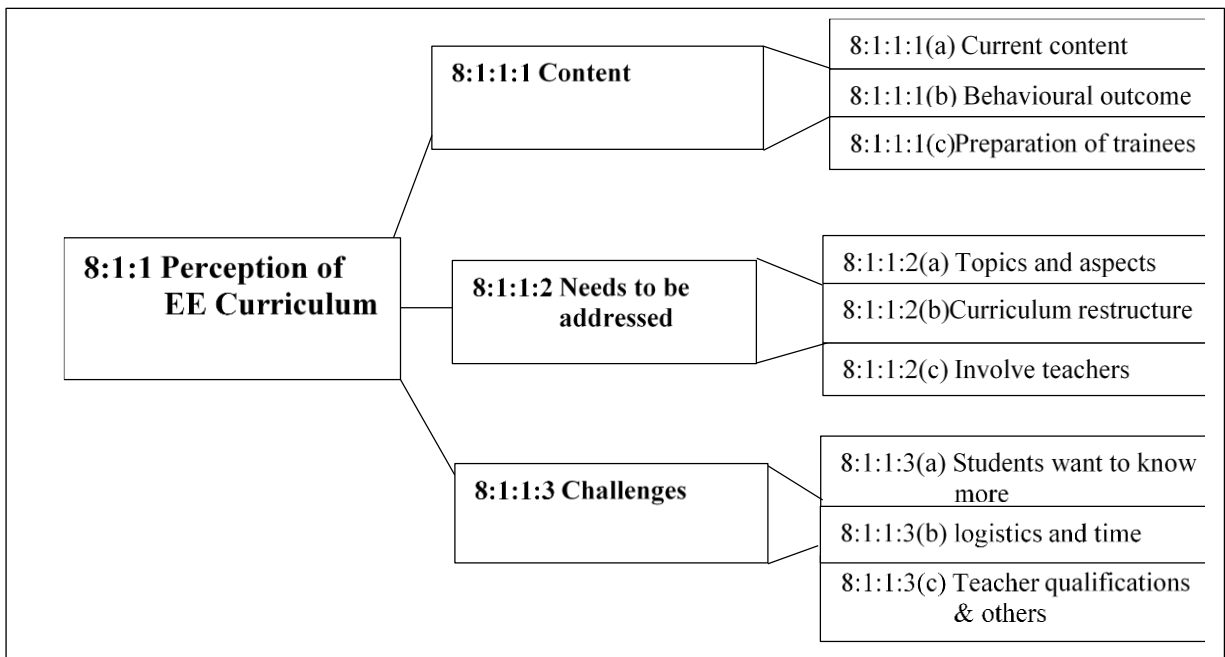 8:1:1 Perception of
EE Curriculum
8:1:1:1 Content
8:1:1:1(a) Current content
8:1:1:1(b) Behavioural outcome
8:1:1:1(c)Preparation of trainees
8:1:1:2 Needs to be
addressed
8:1:1:2(a) Topics and aspects
8:1:1:2(b)Curriculum restructure
8:1:1:2(c) Involve teachers
8:1:1:3 Challenges
8:1:1:3(a) Students want to know
more
8:1:1:3(b) logistics and time
8:1:1:3(c) Teacher qualifications
& others